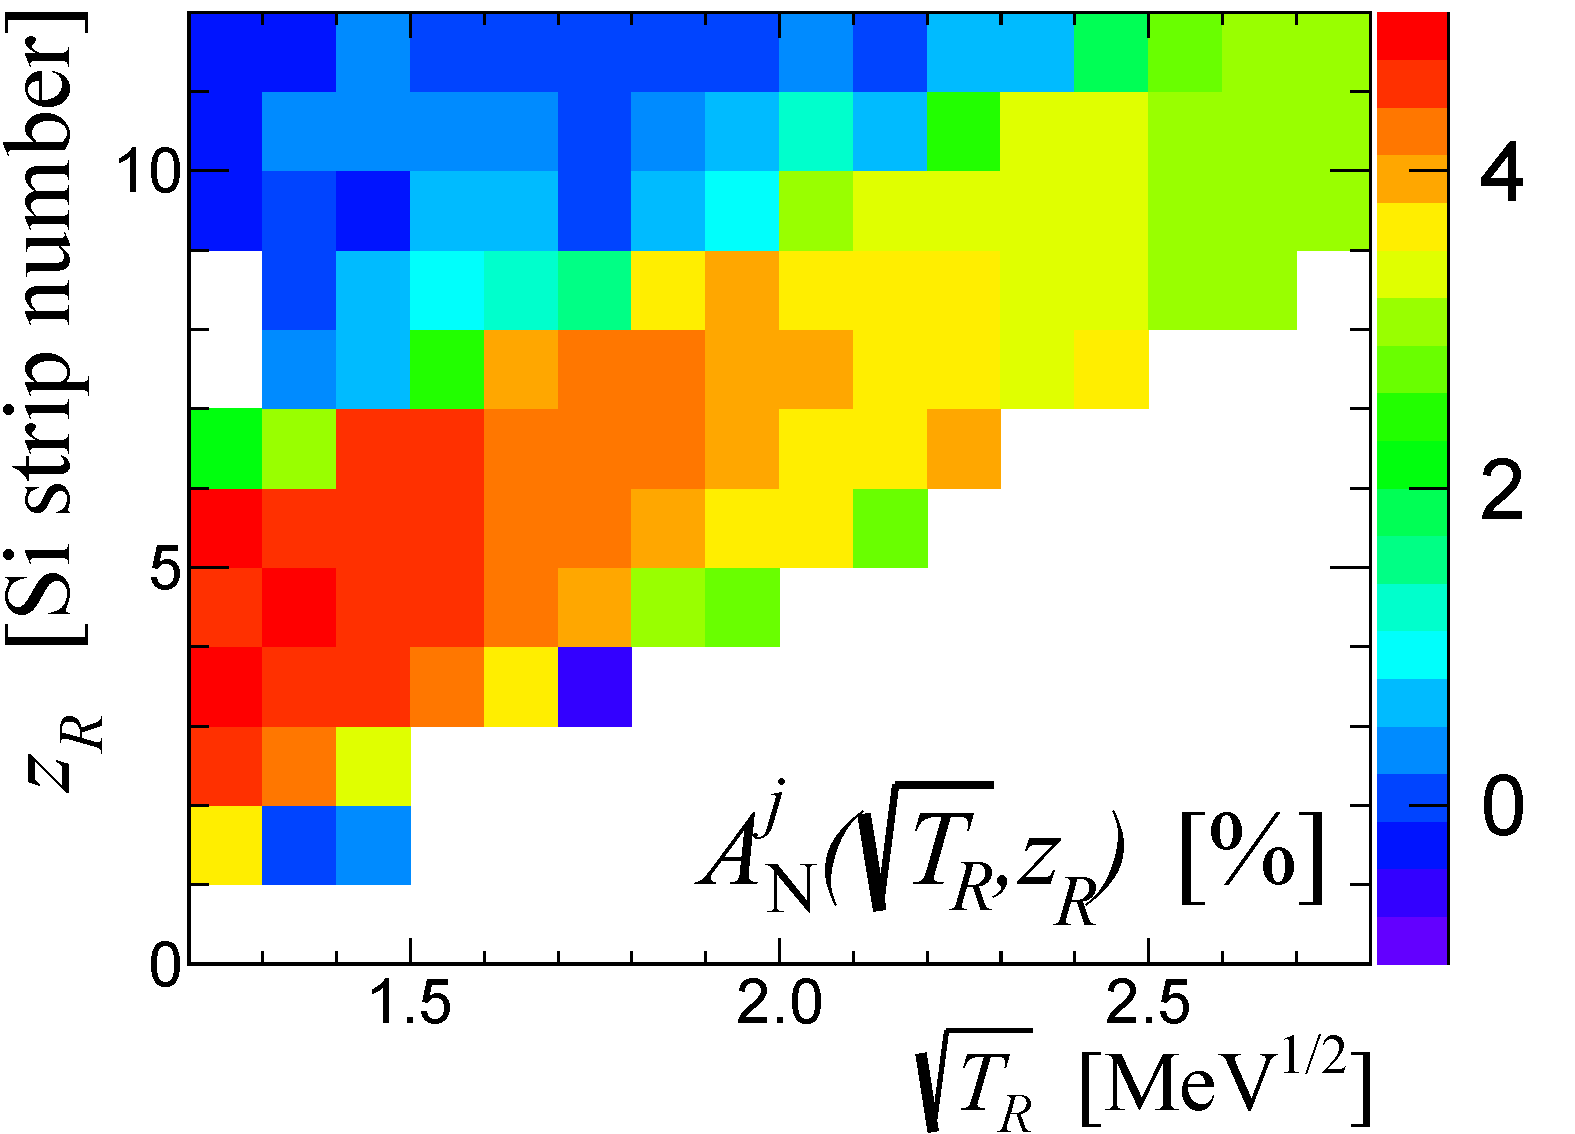 z_R [Si strip number]
10
5
0
1.5 2.0 2.5
√T_R [MeV^1/2]
A_N^j(√T_R,z_R) [%]
4
2
0